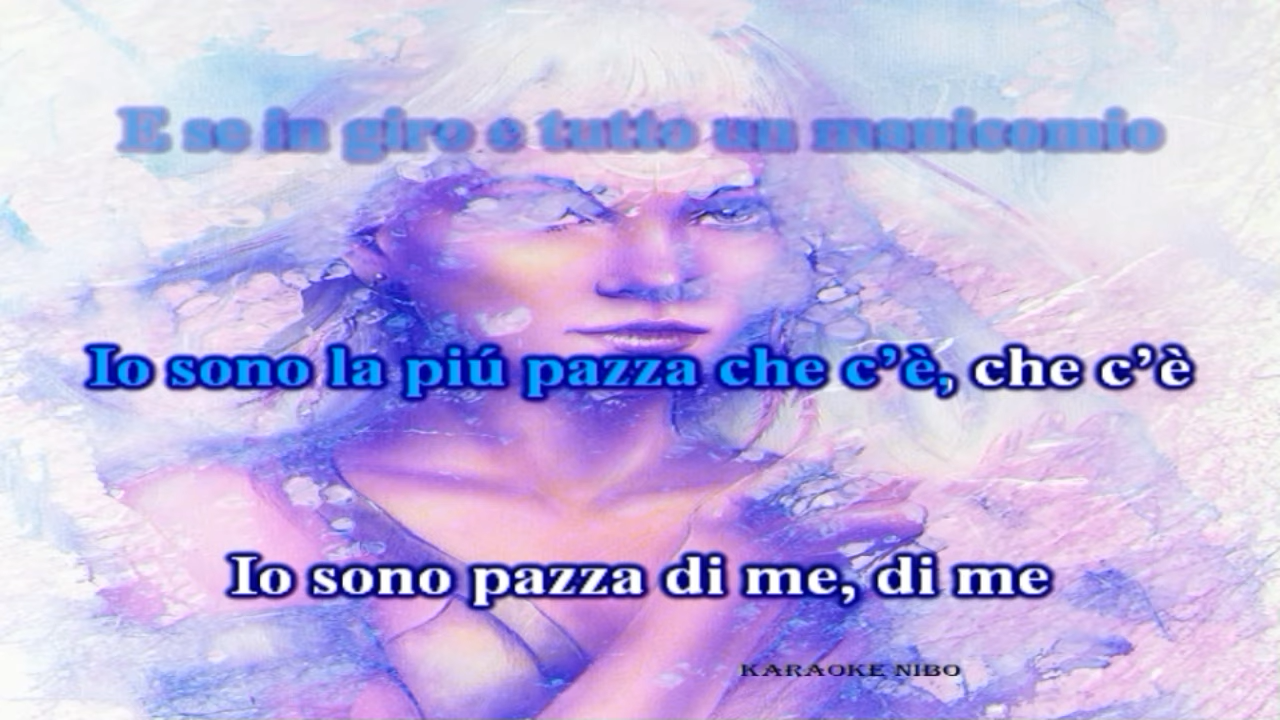 E se in giro è tutto un manicomio
Io sono la piú pazza che c'è, che c'è
Io sono pazza di me, di me
KARAOKE NIBO